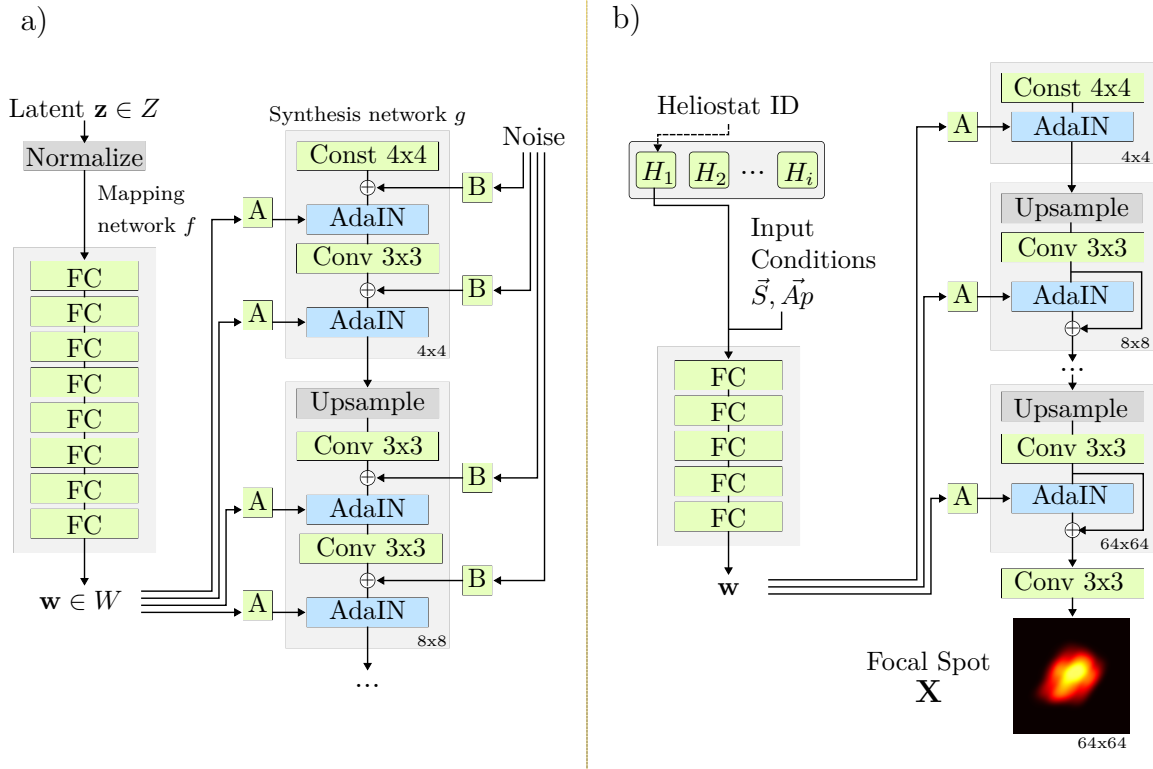 a)
Latent z ∈ Z
Normalize
Mapping
network f
FC
FC
FC
FC
FC
FC
FC
FC
w ∈ W
Synthesis network g
Noise
Const 4x4
B
A
AdaIN
Conv 3x3
B
A
AdaIN
4x4
Upsample
Conv 3x3
B
A
AdaIN
Conv 3x3
B
A
AdaIN
8x8
...
b)
Heliostat ID
H₁
H₂
...
Hᵢ
Input
Conditions
S⃗, A⃗p
FC
FC
FC
FC
FC
w
Const 4x4
A
AdaIN
4x4
Upsample
Conv 3x3
A
AdaIN
8x8
...
Upsample
Conv 3x3
A
AdaIN
64x64
Conv 3x3
Focal Spot
X
64x64